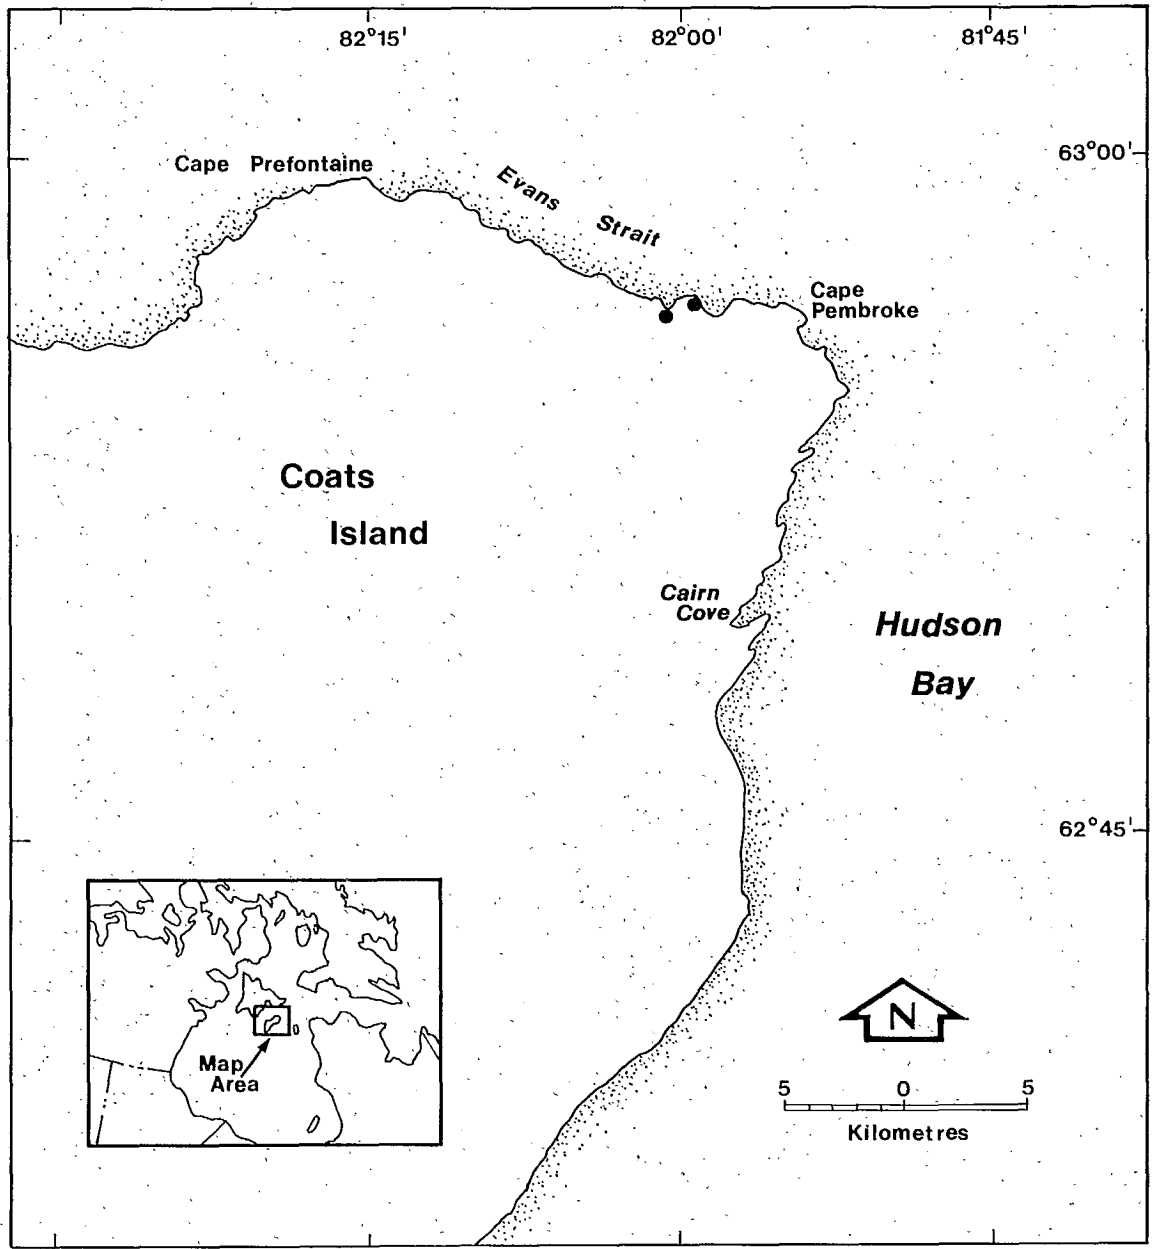 82°15'
82°00'
81°45'
63°00'
Cape Prefontaine
Evans Strait
Cape
Pembroke
Coats
Island
Cairn
Cove
Hudson
Bay
62°45'
N
Map
Area
5 0 5
Kilometres